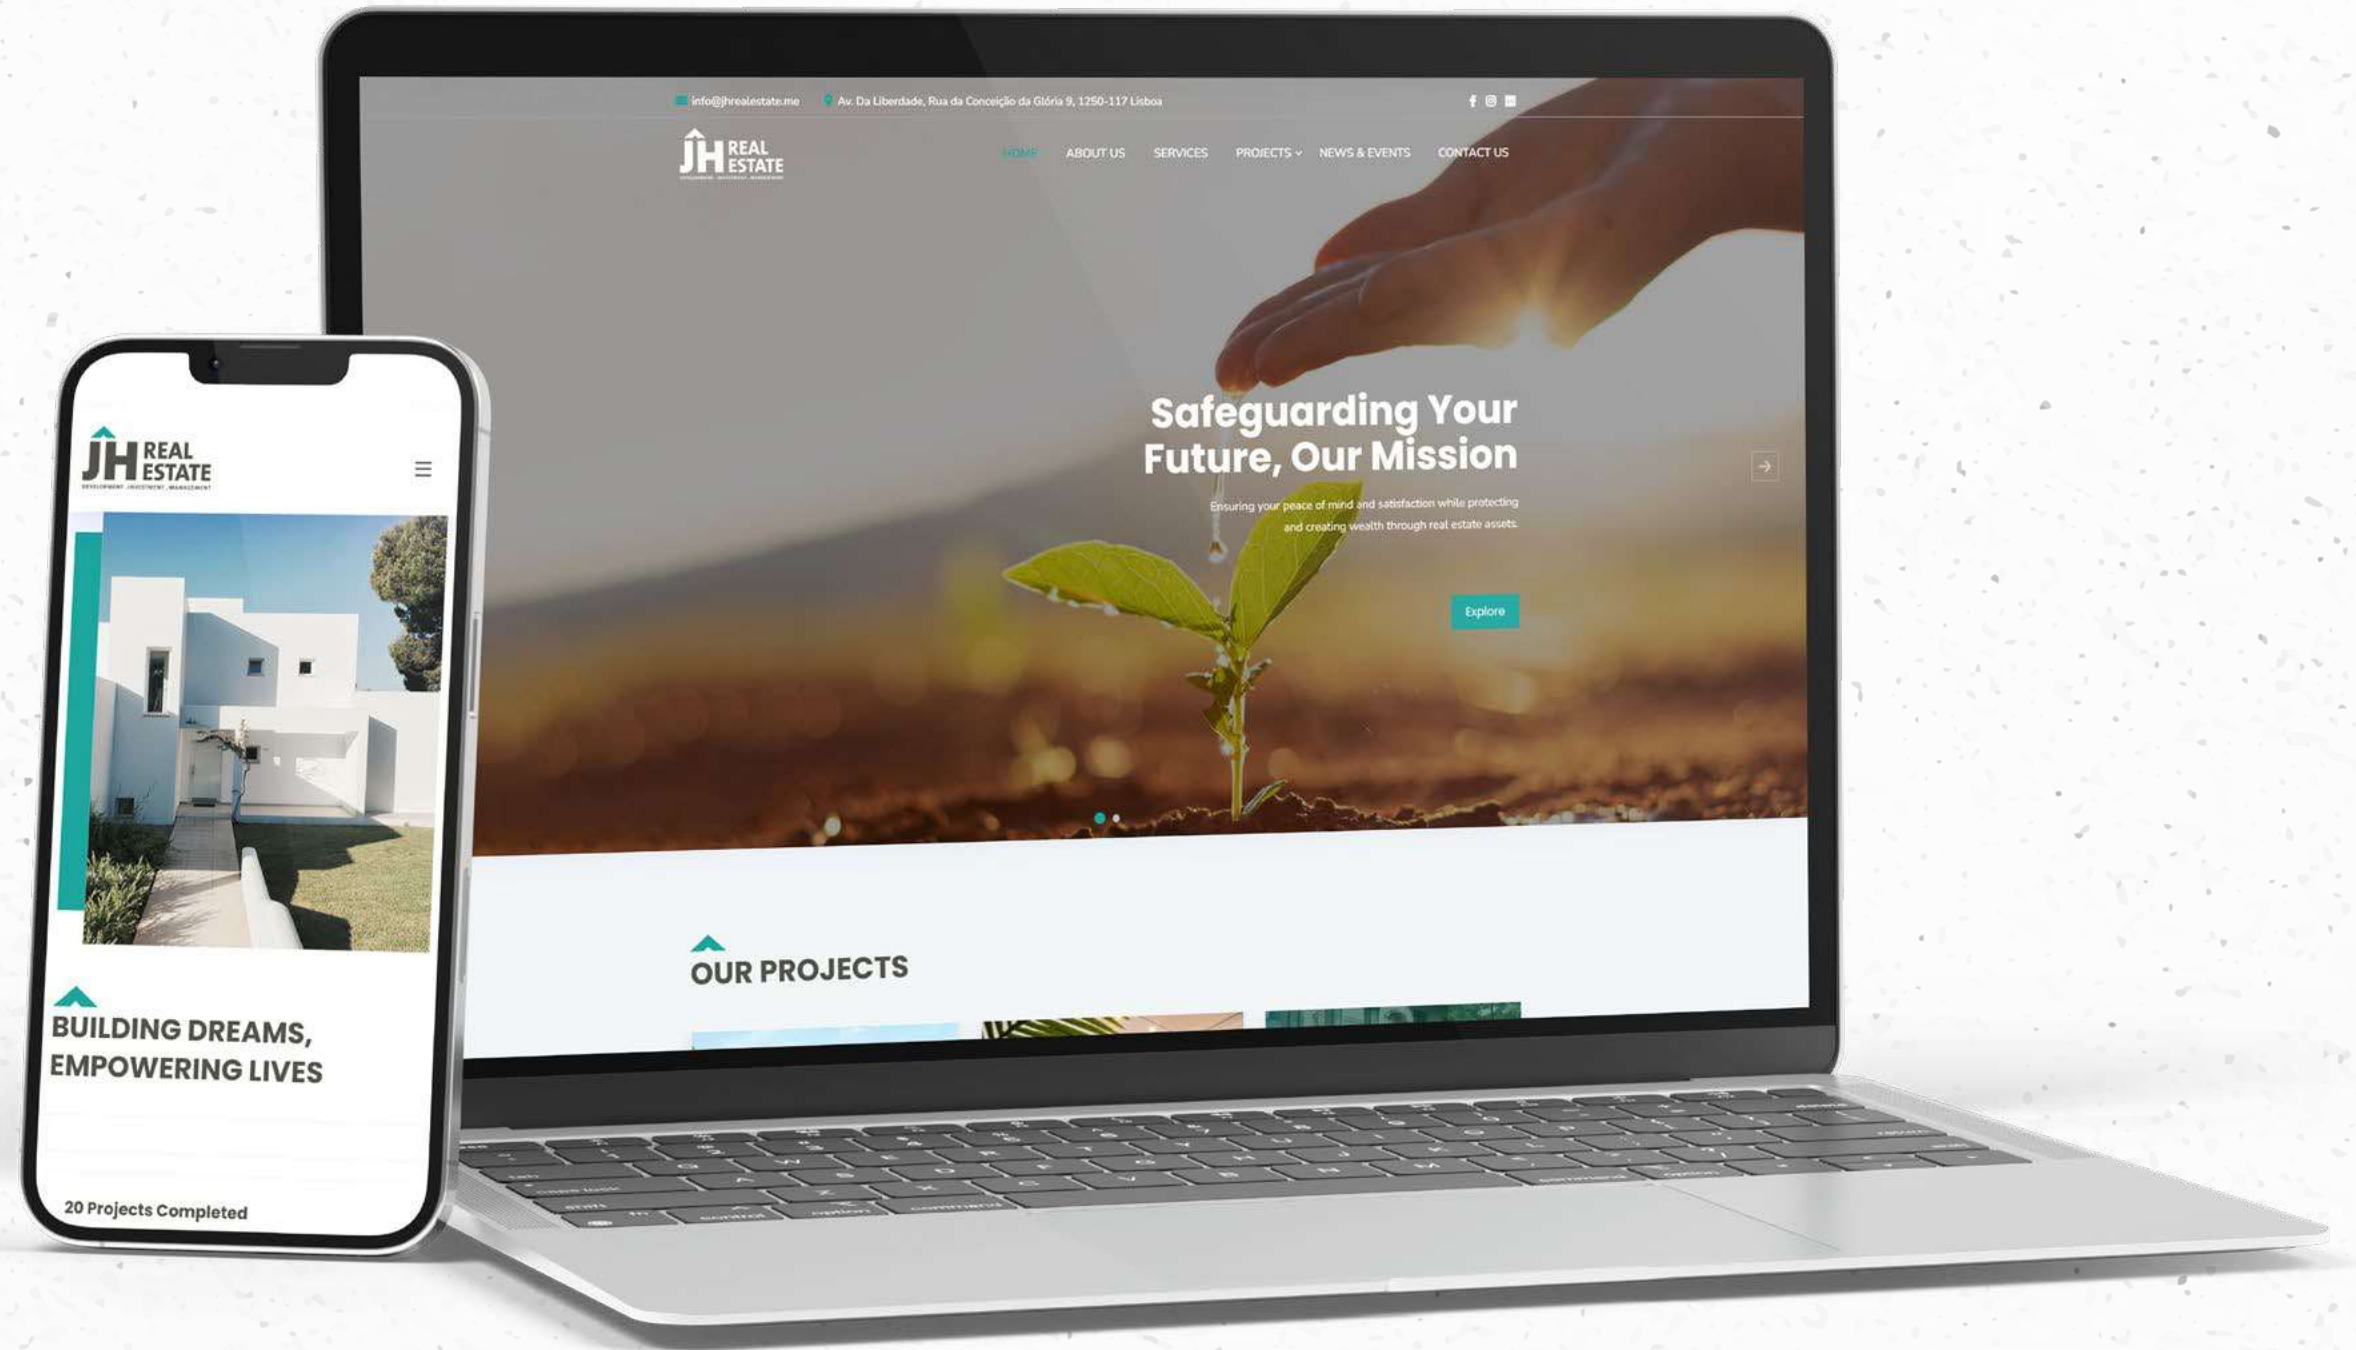 info@jhrealestate.me
Av. Da Liberdade, Rua da Conceição da Glória 9, 1250-117 Lisboa
JH REAL
ESTATE
HOME
ABOUT US
SERVICES
PROJECTS
NEWS & EVENTS
CONTACT US
Safeguarding Your
Future, Our Mission
Ensuring your peace of mind and satisfaction while protecting
and creating wealth through real estate assets.
Explore
OUR PROJECTS
JH REAL
ESTATE
DEVELOPMENT . INVESTMENT . MANAGEMENT
BUILDING DREAMS,
EMPOWERING LIVES
20 Projects Completed